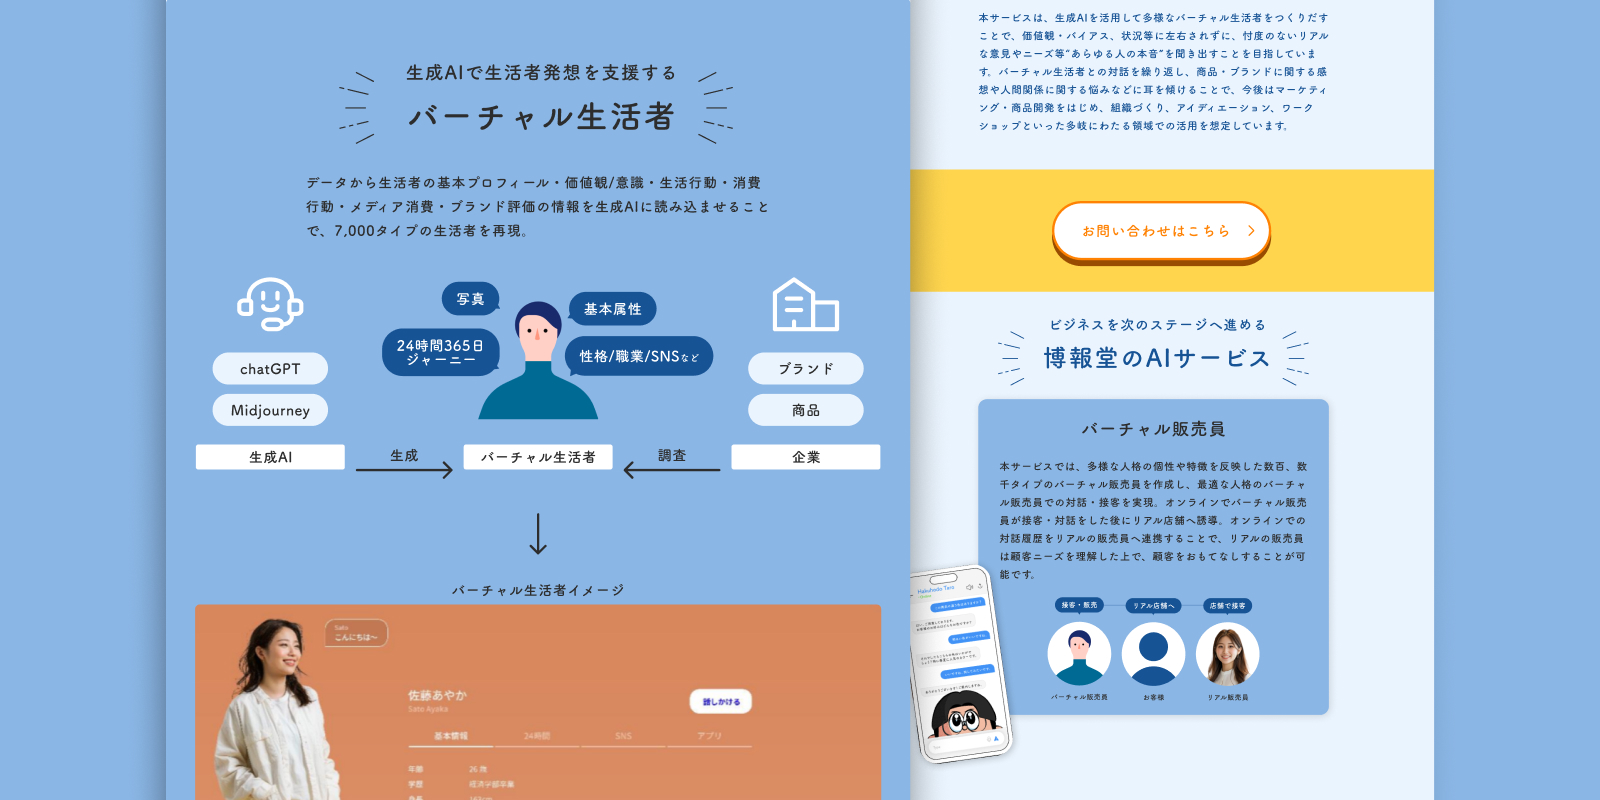 生成AIで生活者発想を支援する
バーチャル生活者
データから生活者の基本プロフィール・価値観/意識・生活行動・消費
行動・メディア消費・ブランド評価の情報を生成AIに読み込ませること
で、7,000タイプの生活者を再現。
写真
基本属性
24時間365日
ジャーニー
性格/職業/SNSなど
chatGPT
Midjourney
ブランド
商品
生成AI
生成
バーチャル生活者
調査
企業
バーチャル生活者イメージ
Sato
こんにちは〜
佐藤あやか
Sato Ayaka
話しかける
基本情報
24時間
SNS
アプリ
年齢
26 歳
学歴
経済学部卒業
本サービスは、生成AIを活用して多様なバーチャル生活者をつくりだす
ことで、価値観・バイアス、状況等に左右されずに、忖度のないリアル
な意見やニーズ等“あらゆる人の本音”を聞き出すことを目指していま
す。バーチャル生活者との対話を繰り返し、商品・ブランドに関する感
想や人間関係に関する悩みなどに耳を傾けることで、今後はマーケティ
ング・商品開発をはじめ、組織づくり、アイディエーション、ワーク
ショップといった多岐にわたる領域での活用を想定しています。
お問い合わせはこちら
ビジネスを次のステージへ進める
博報堂のAIサービス
バーチャル販売員
本サービスでは、多様な人格の個性や特徴を反映した数百、数
千タイプのバーチャル販売員を作成し、最適な人格のバーチャ
ル販売員での対話・接客を実現。オンラインでバーチャル販売
員が接客・対話をした後にリアル店舗へ誘導。オンラインでの
対話履歴をリアルの販売員へ連携することで、リアルの販売員
は顧客ニーズを理解した上で、顧客をおもてなしすることが可
能です。
接客・販売
リアル店舗へ
店舗で接客
バーチャル販売員
お客様
リアル販売員
Hakuhodo Taro